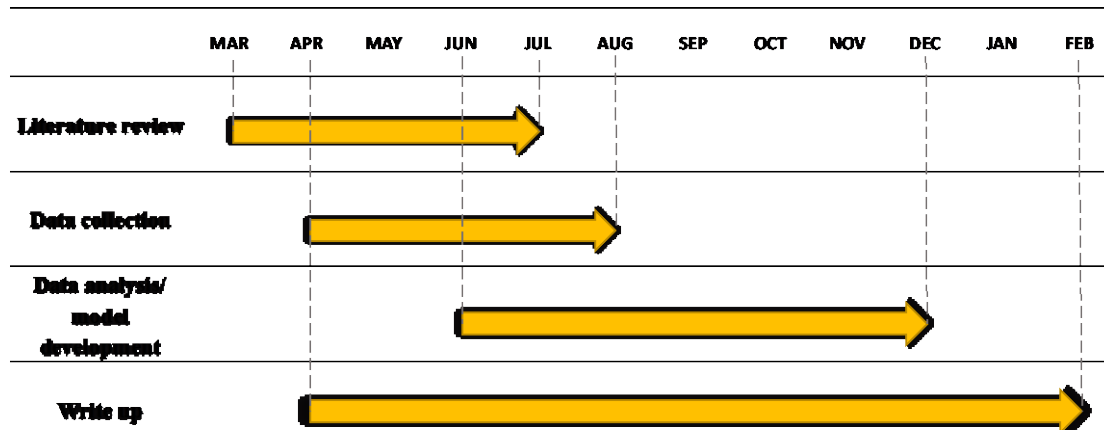 MAR APR MAY JUN JUL AUG SEP OCT NOV DEC JAN FEB
Literature review
Data collection
Data analysis/
model
development
Write up